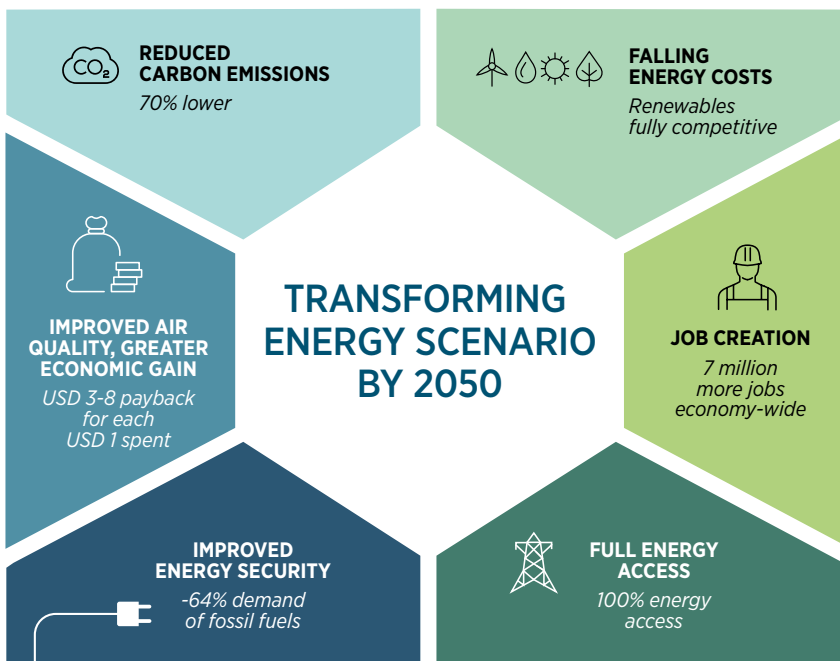 CO₂
REDUCED
CARBON EMISSIONS
70% lower
FALLING
ENERGY COSTS
Renewables
fully competitive
IMPROVED AIR
QUALITY, GREATER
ECONOMIC GAIN
USD 3-8 payback
for each
USD 1 spent
TRANSFORMING
ENERGY SCENARIO
BY 2050
JOB CREATION
7 million
more jobs
economy-wide
IMPROVED
ENERGY SECURITY
-64% demand
of fossil fuels
FULL ENERGY
ACCESS
100% energy
access